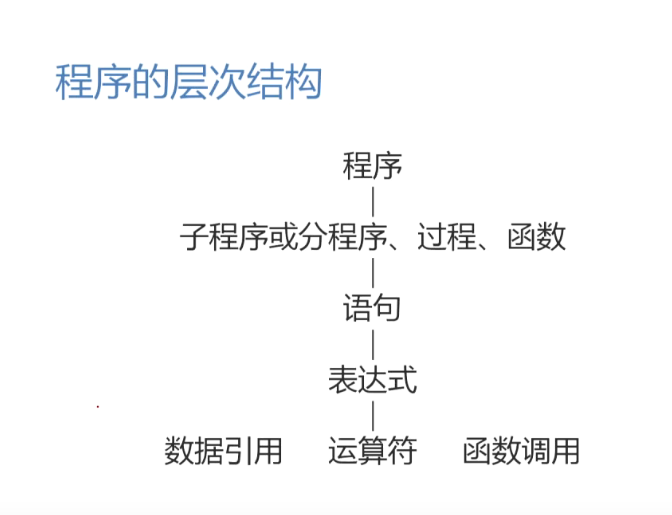 程序的层次结构
程序
子程序或分程序、过程、函数
语句
表达式
数据引用 运算符 函数调用